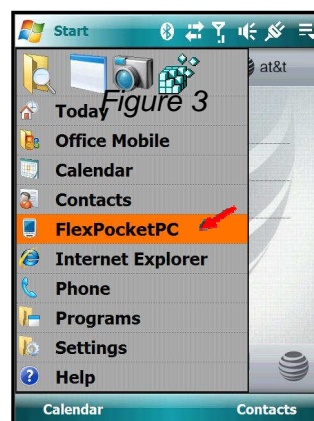 Start
at&t
Figure 3
Today
Office Mobile
Calendar
Contacts
FlexPocketPC
Internet Explorer
Phone
Programs
Settings
Help
Calendar Contacts